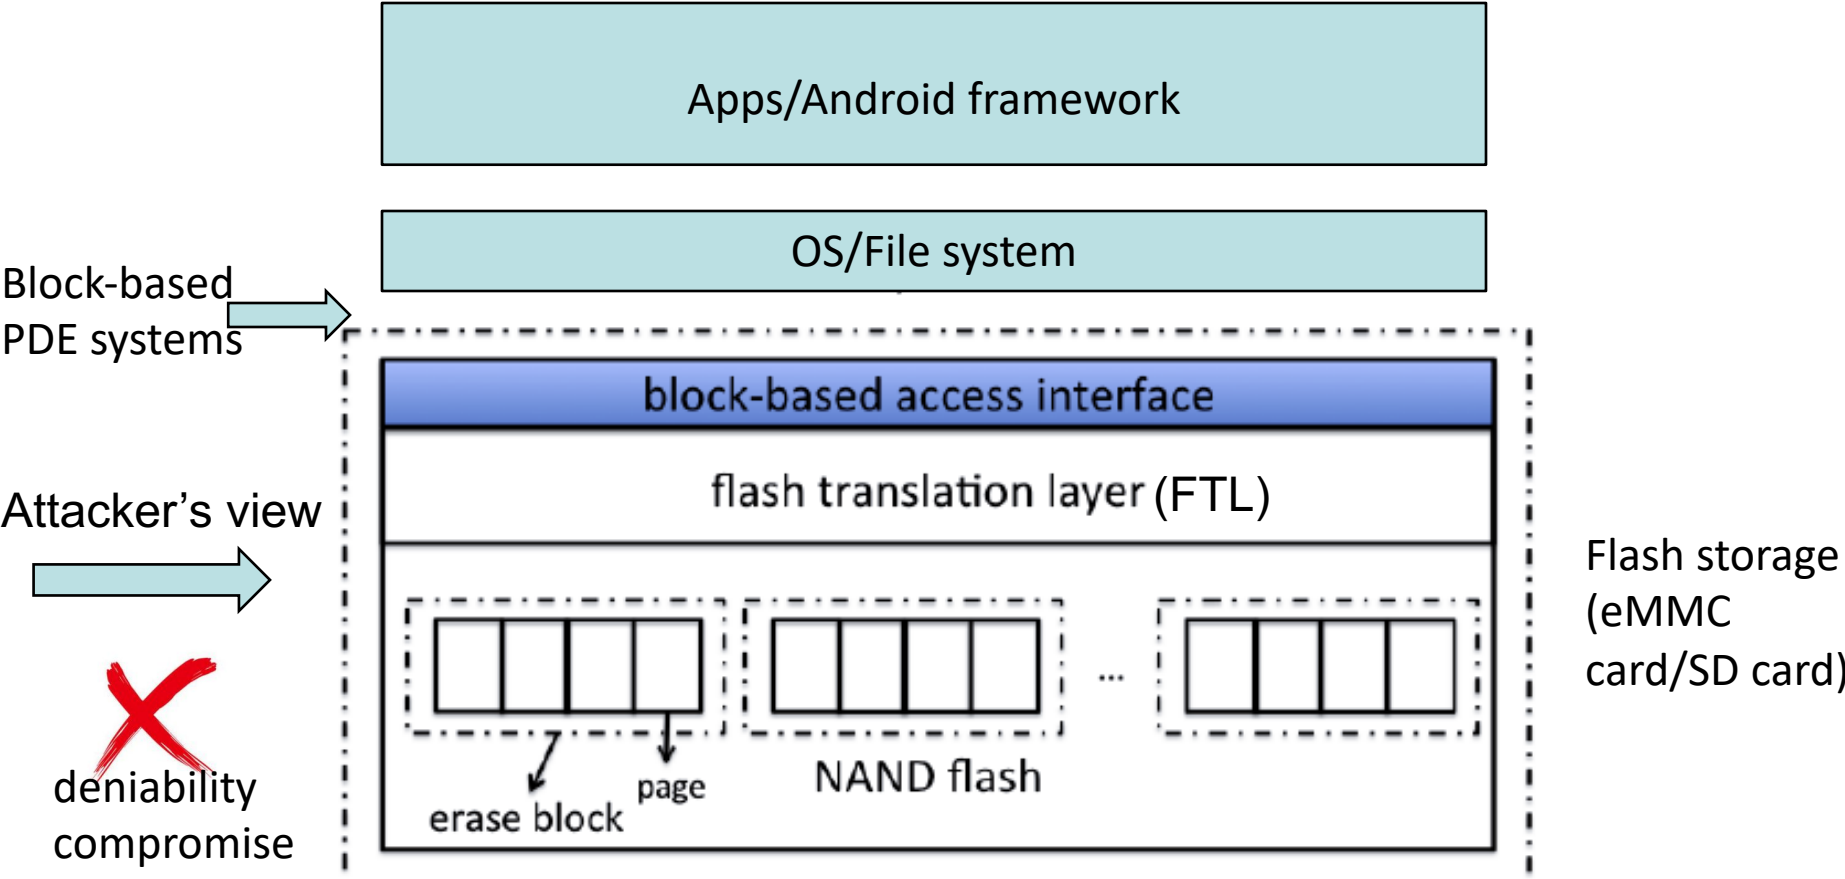 Apps/Android framework
OS/File system
Block-based
PDE systems
block-based access interface
flash translation layer (FTL)
Attacker’s view
Flash storage
(eMMC
card/SD card)
...
NAND flash
page
erase block
deniability
compromise